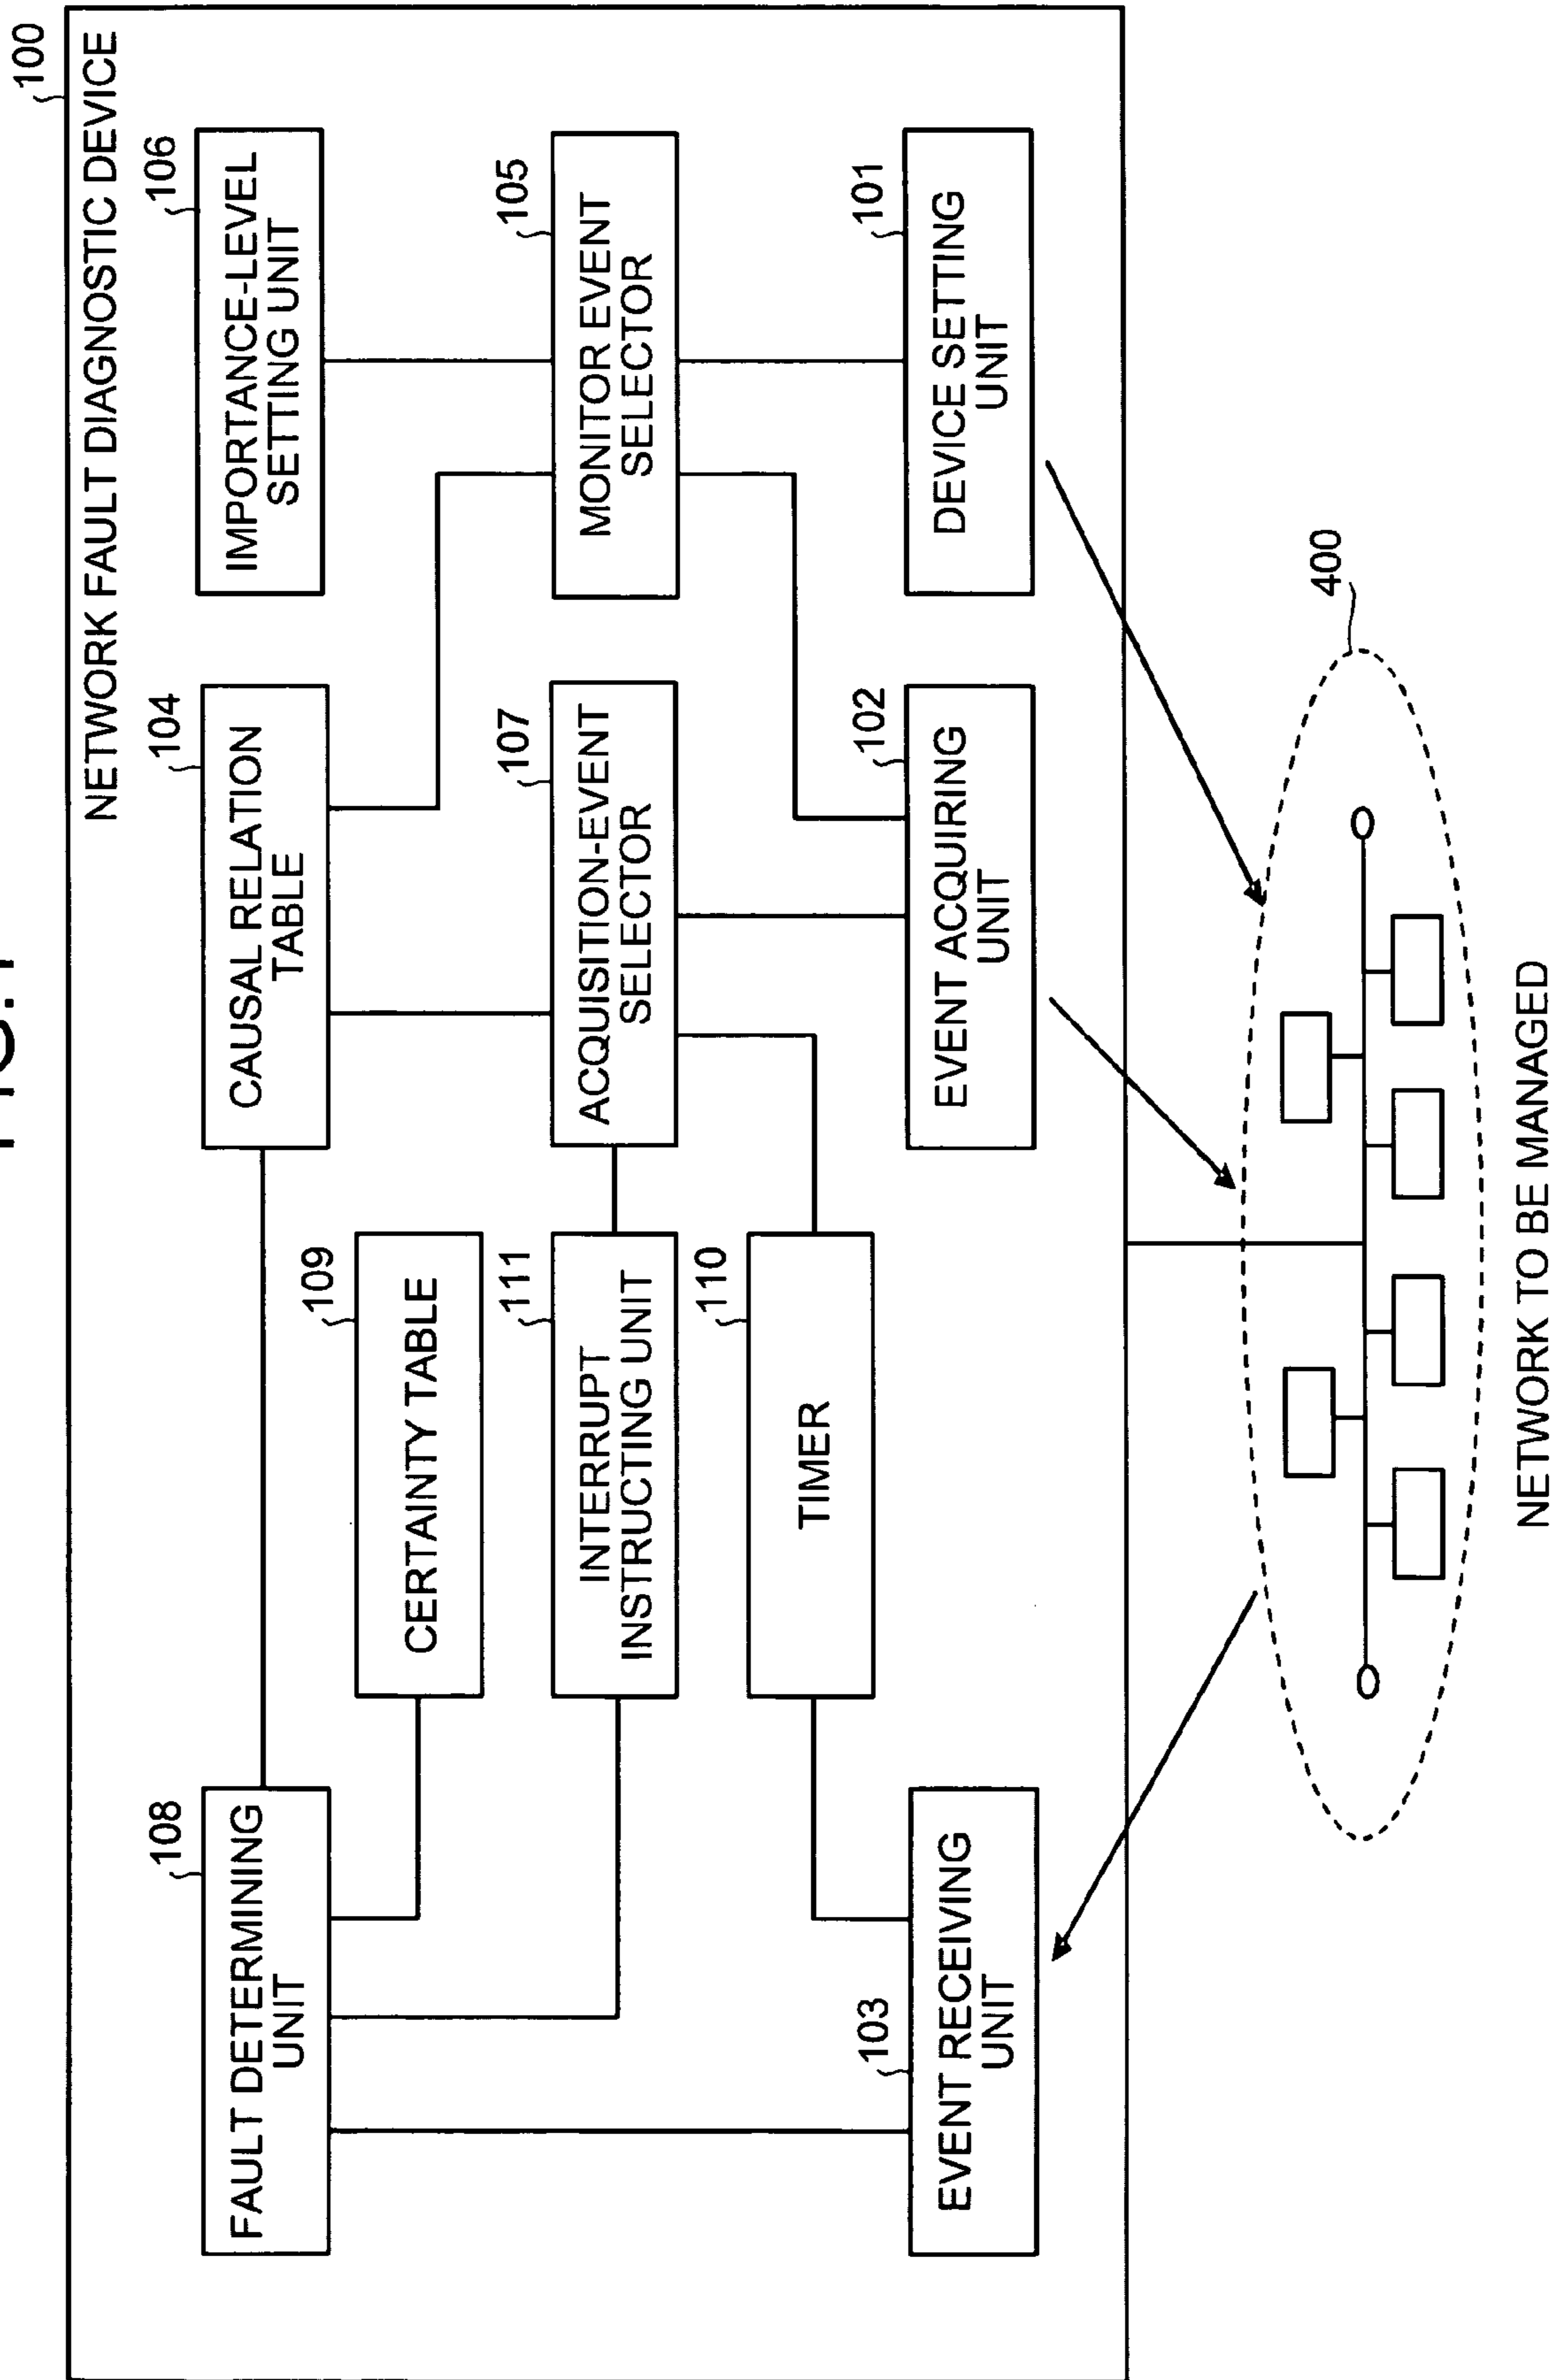 NETWORK FAULT DIAGNOSTIC DEVICE
100
108
FAULT DETERMINING
UNIT
104
CAUSAL RELATION
TABLE
106
IMPORTANCE-LEVEL
SETTING UNIT
109
CERTAINTY TABLE
111
INTERRUPT
INSTRUCTING UNIT
107
ACQUISITION-EVENT
SELECTOR
105
MONITOR EVENT
SELECTOR
110
TIMER
103
EVENT RECEIVING
UNIT
102
EVENT ACQUIRING
UNIT
101
DEVICE SETTING
UNIT
400
NETWORK TO BE MANAGED